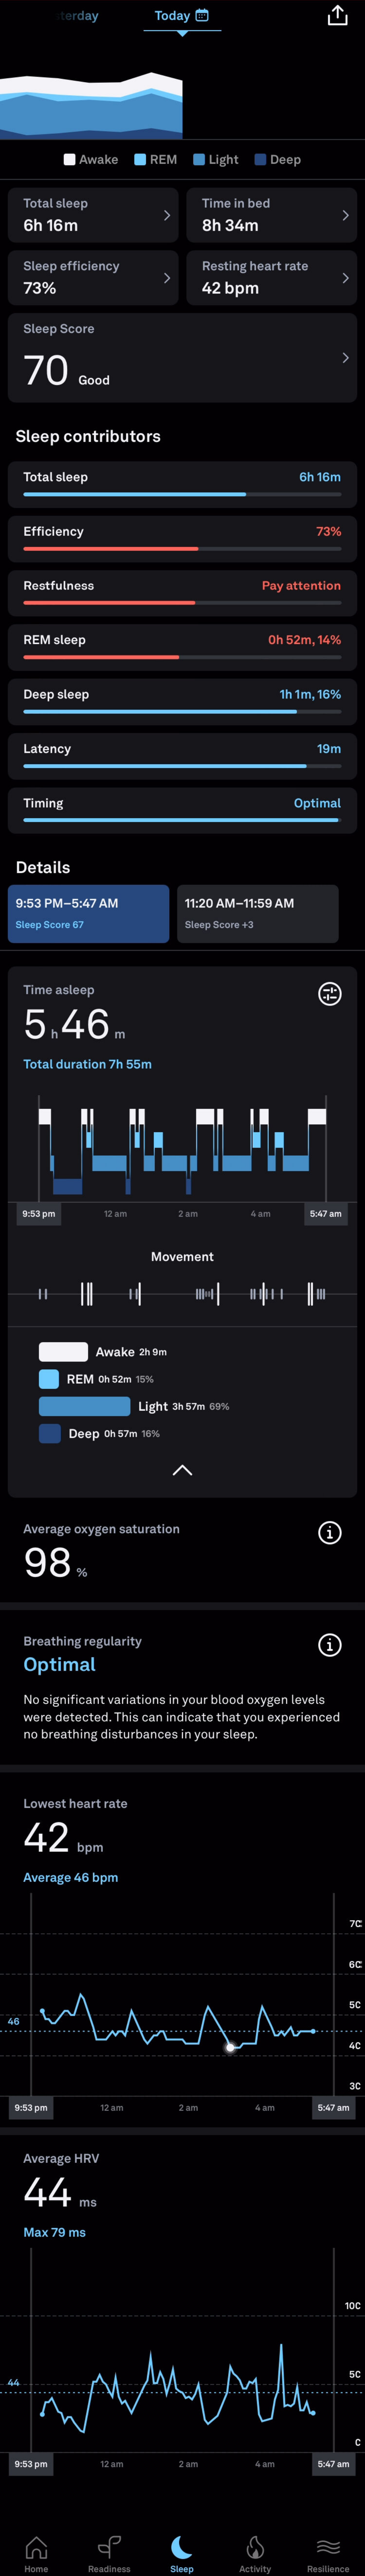 terday
Today
Awake REM Light Deep
Total sleep
6h 16m
Time in bed
8h 34m
Sleep efficiency
73%
Resting heart rate
42 bpm
Sleep Score
70 Good
Sleep contributors
Total sleep 6h 16m
Efficiency 73%
Restfulness Pay attention
REM sleep 0h 52m, 14%
Deep sleep 1h 1m, 16%
Latency 19m
Timing Optimal
Details
9:53 PM–5:47 AM
Sleep Score 67
11:20 AM–11:59 AM
Sleep Score +3
Time asleep
5 h 46 m
Total duration 7h 55m
9:53 pm 12 am 2 am 4 am 5:47 am
Movement
Awake 2h 9m
REM 0h 52m 15%
Light 3h 57m 69%
Deep 0h 57m 16%
Average oxygen saturation
98 %
Breathing regularity
Optimal
No significant variations in your blood oxygen levels
were detected. This can indicate that you experienced
no breathing disturbances in your sleep.
Lowest heart rate
42 bpm
Average 46 bpm
46
9:53 pm 12 am 2 am 4 am 5:47 am
Average HRV
44 ms
Max 79 ms
44
9:53 pm 12 am 2 am 4 am 5:47 am
Home Readiness Sleep Activity Resilience